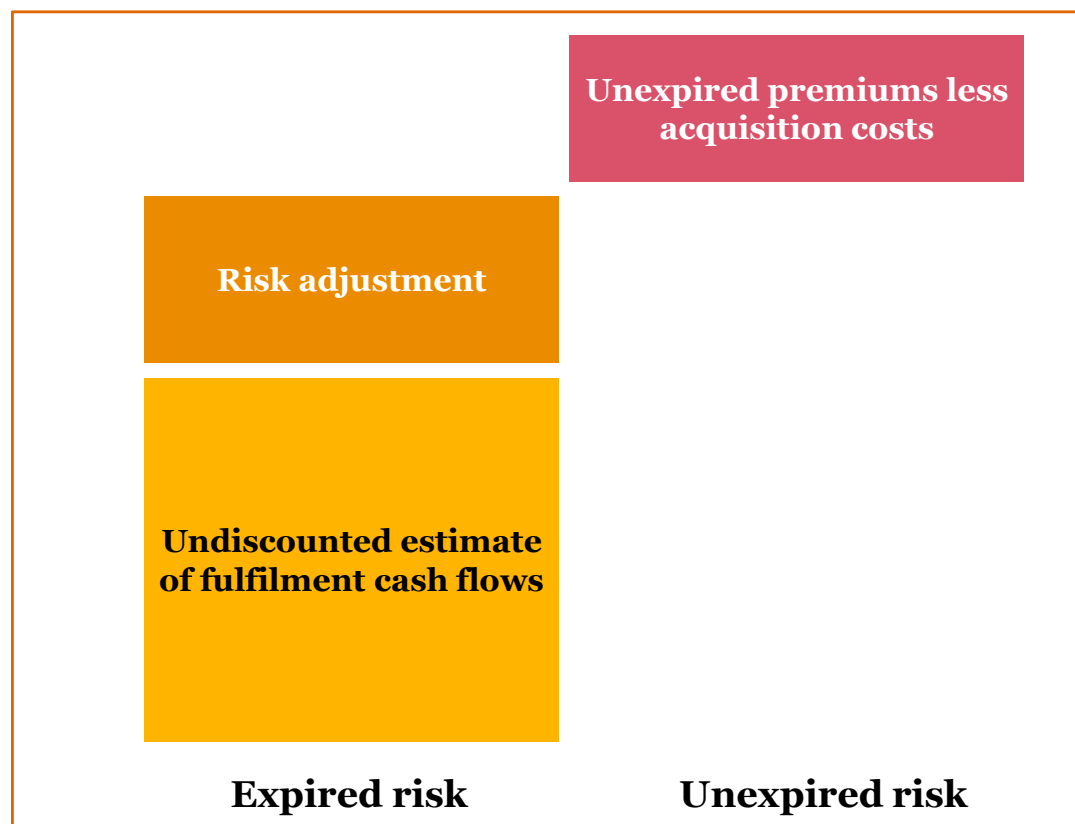 Unexpired premiums less
acquisition costs
Risk adjustment
Undiscounted estimate
of fulfilment cash flows
Expired risk
Unexpired risk